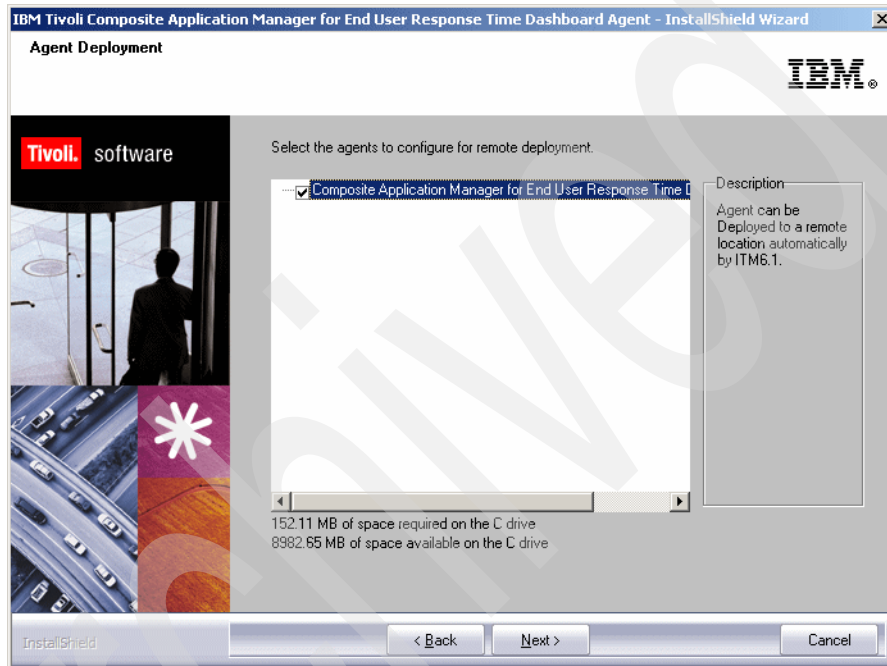 IBM Tivoli Composite Application Manager for End User Response Time Dashboard Agent - InstallShield Wizard
Agent Deployment
IBM®
Tivoli. software
Select the agents to configure for remote deployment.
Composite Application Manager for End User Response Time D
Description
Agent can be
Deployed to a remote
location automatically
by ITM6.1.
152.11 MB of space required on the C drive
8982.65 MB of space available on the C drive
InstallShield
< Back
Next >
Cancel